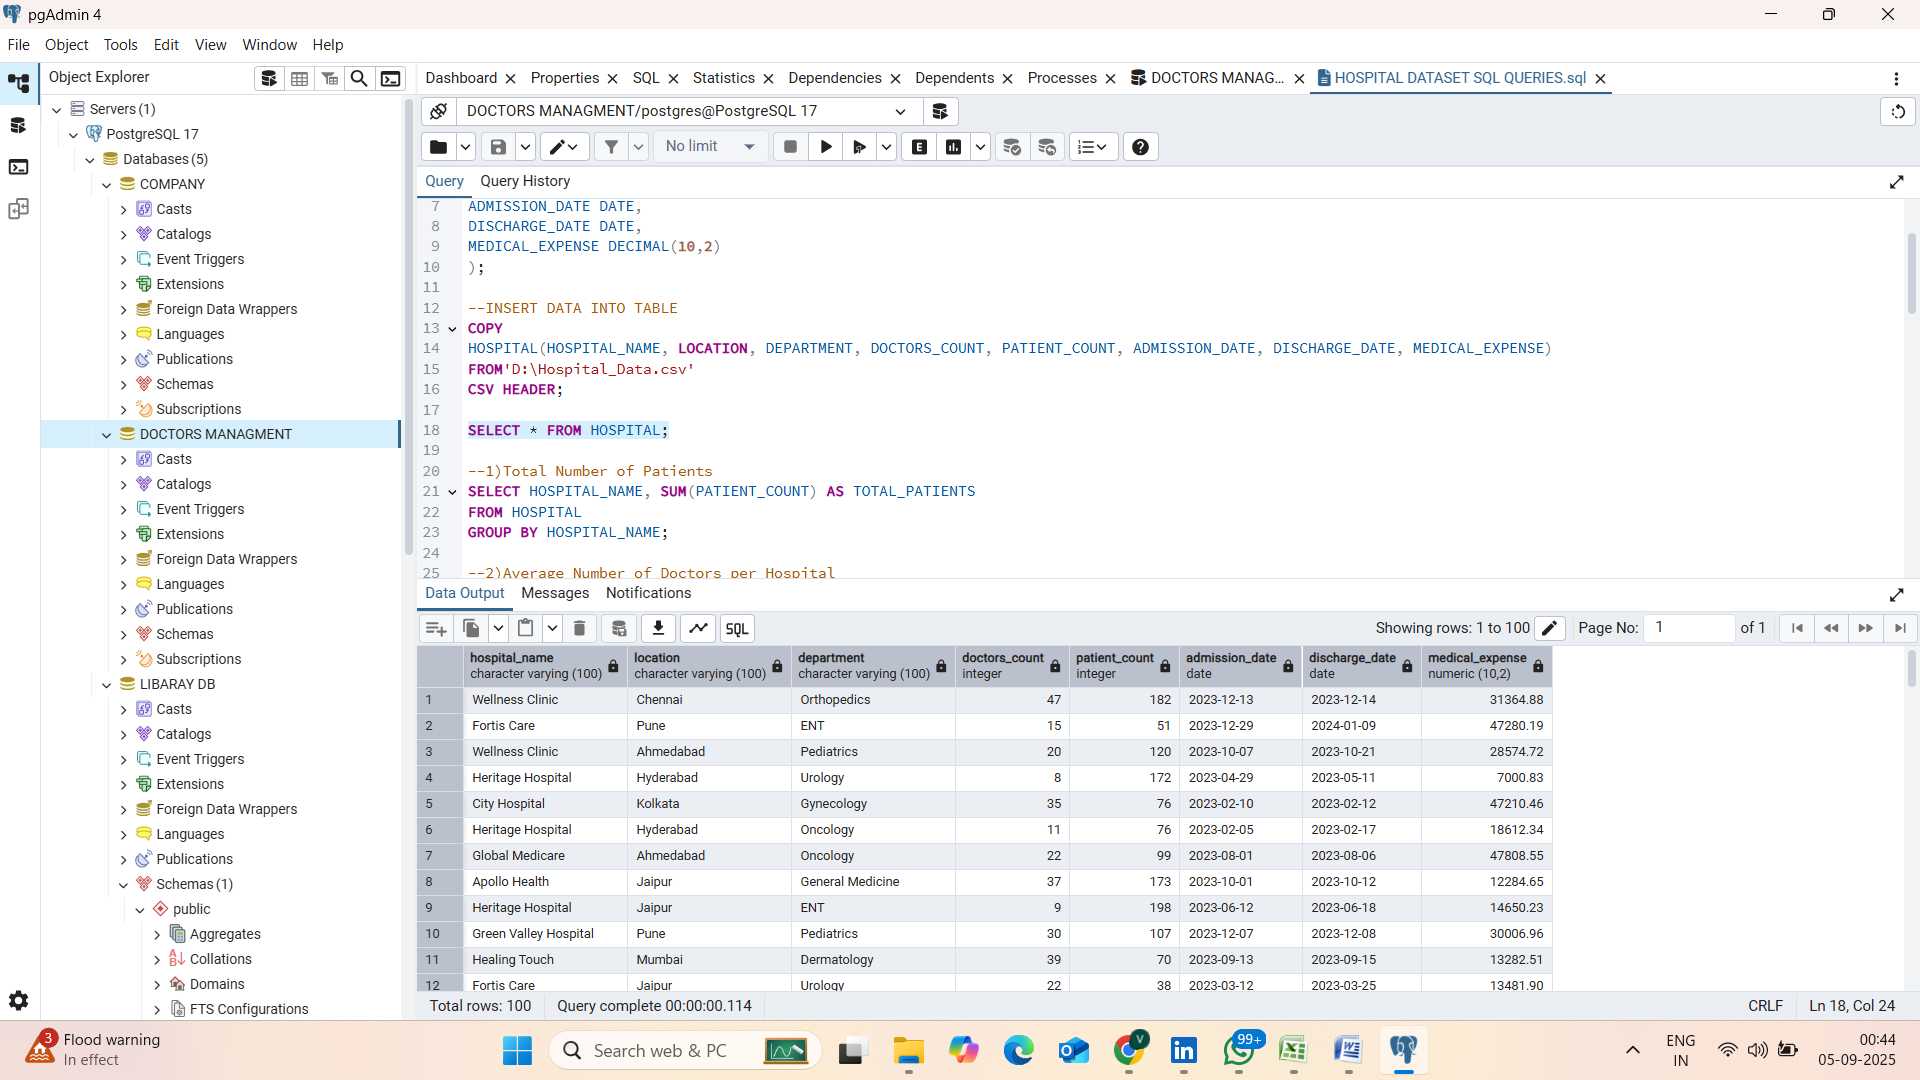 pgAdmin 4
File Object Tools Edit View Window Help
Object Explorer
Dashboard Properties SQL Statistics Dependencies Dependents Processes DOCTORS MANAG... HOSPITAL DATASET SQL QUERIES.sql
Servers (1)
PostgreSQL 17
Databases (5)
COMPANY
Casts
Catalogs
Event Triggers
Extensions
Foreign Data Wrappers
Languages
Publications
Schemas
Subscriptions
DOCTORS MANAGMENT
Casts
Catalogs
Event Triggers
Extensions
Foreign Data Wrappers
Languages
Publications
Schemas
Subscriptions
LIBARAY DB
Casts
Catalogs
Event Triggers
Extensions
Foreign Data Wrappers
Languages
Publications
Schemas (1)
public
Aggregates
Collations
Domains
FTS Configurations
DOCTORS MANAGMENT/postgres@PostgreSQL 17
No limit
E
Query Query History
7 ADMISSION_DATE DATE,
8 DISCHARGE_DATE DATE,
9 MEDICAL_EXPENSE DECIMAL(10,2)
10 );
11
12 --INSERT DATA INTO TABLE
13 COPY
14 HOSPITAL(HOSPITAL_NAME, LOCATION, DEPARTMENT, DOCTORS_COUNT, PATIENT_COUNT, ADMISSION_DATE, DISCHARGE_DATE, MEDICAL_EXPENSE)
15 FROM'D:\Hospital_Data.csv'
16 CSV HEADER;
17
18 SELECT * FROM HOSPITAL;
19
20 --1)Total Number of Patients
21 SELECT HOSPITAL_NAME, SUM(PATIENT_COUNT) AS TOTAL_PATIENTS
22 FROM HOSPITAL
23 GROUP BY HOSPITAL_NAME;
24
25 --2)Average Number of Doctors per Hospital
Data Output Messages Notifications
SQL Showing rows: 1 to 100 Page No: 1 of 1
hospital_name location department doctors_count patient_count admission_date discharge_date medical_expense
character varying (100) character varying (100) character varying (100) integer integer date date numeric (10,2)
1 Wellness Clinic Chennai Orthopedics 47 182 2023-12-13 2023-12-14 31364.88
2 Fortis Care Pune ENT 15 51 2023-12-29 2024-01-09 47280.19
3 Wellness Clinic Ahmedabad Pediatrics 20 120 2023-10-07 2023-10-21 28574.72
4 Heritage Hospital Hyderabad Urology 8 172 2023-04-29 2023-05-11 7000.83
5 City Hospital Kolkata Gynecology 35 76 2023-02-10 2023-02-12 47210.46
6 Heritage Hospital Hyderabad Oncology 11 76 2023-02-05 2023-02-17 18612.34
7 Global Medicare Ahmedabad Oncology 22 99 2023-08-01 2023-08-06 47808.55
8 Apollo Health Jaipur General Medicine 37 173 2023-10-01 2023-10-12 12284.65
9 Heritage Hospital Jaipur ENT 9 198 2023-06-12 2023-06-18 14650.23
10 Green Valley Hospital Pune Pediatrics 30 107 2023-12-07 2023-12-08 30006.96
11 Healing Touch Mumbai Dermatology 39 70 2023-09-13 2023-09-15 13282.51
12 Fortis Care Jaipur Urology 22 38 2023-03-12 2023-03-25 13481.90
Total rows: 100 Query complete 00:00:00.114 CRLF Ln 18, Col 24
3 Flood warning
In effect
Search web & PC
V
99+
ENG
IN
00:44
05-09-2025